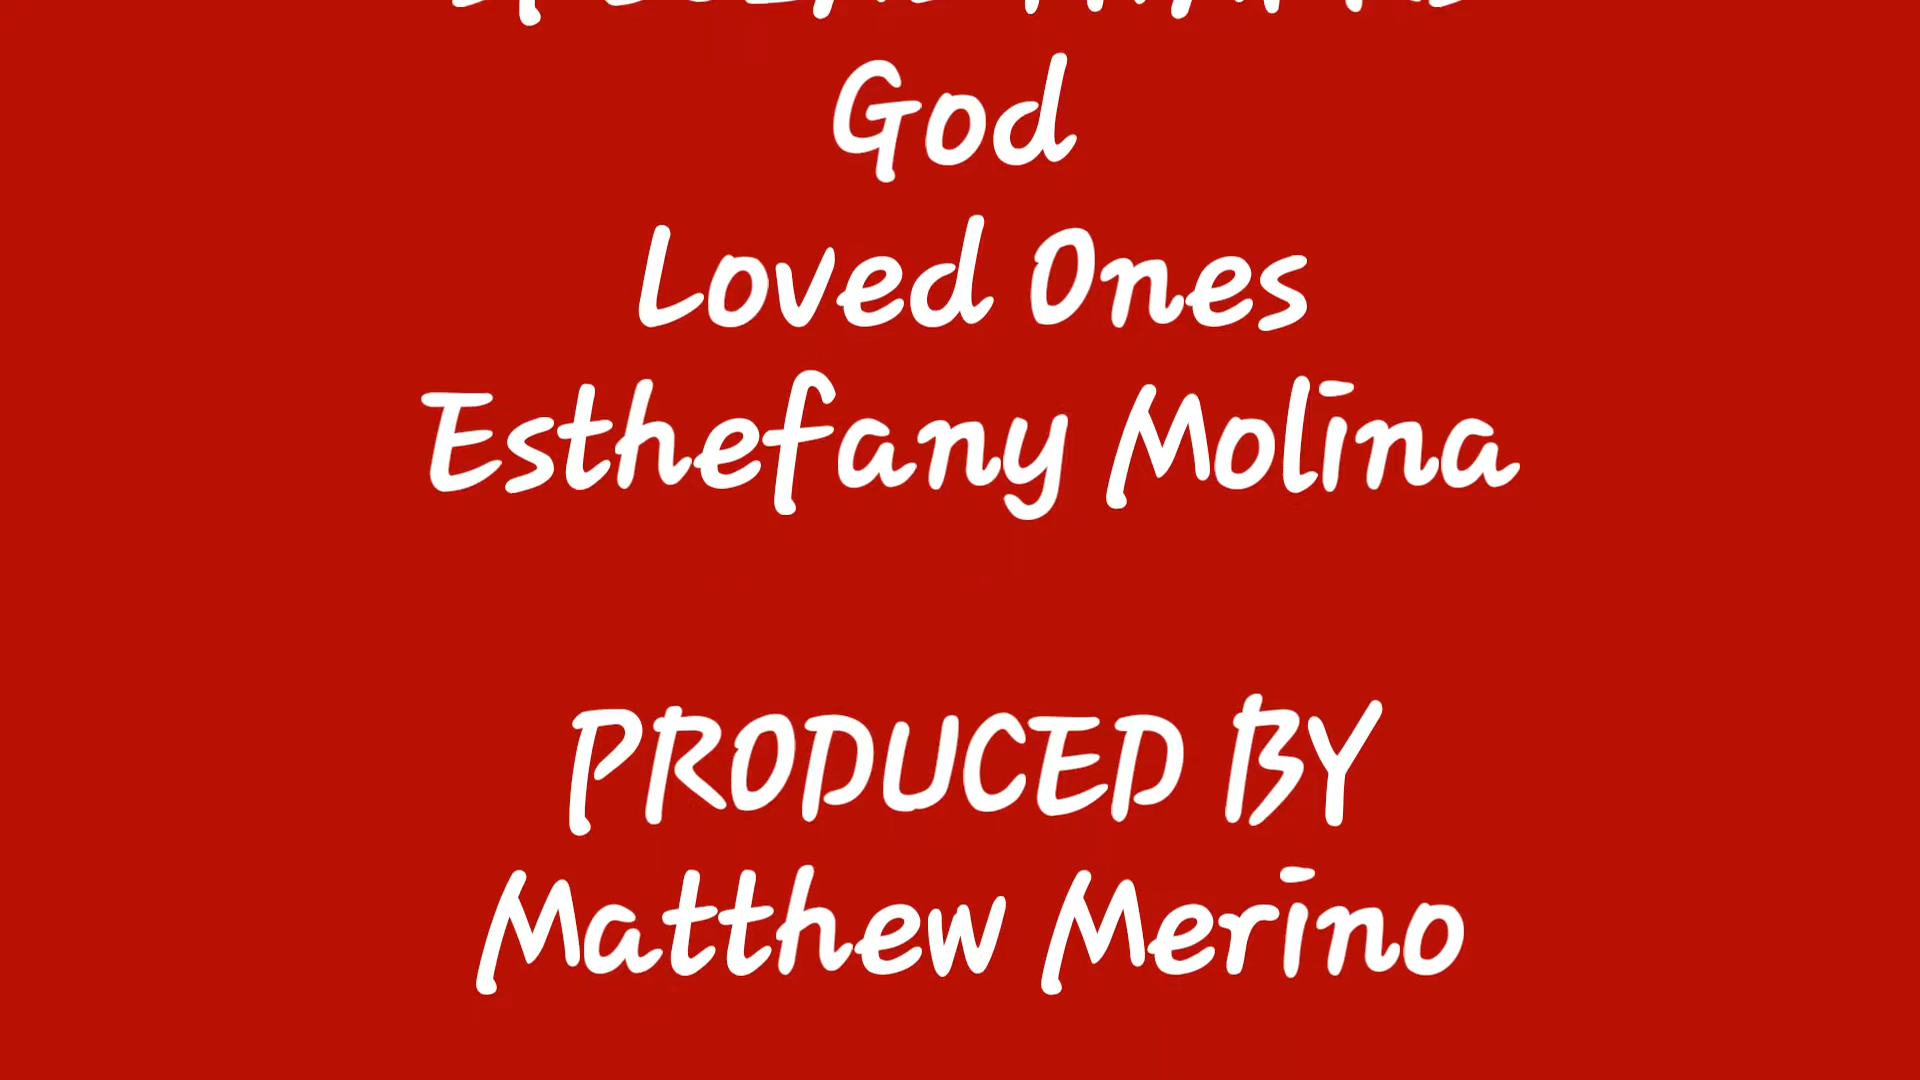 God
Loved Ones
Esthefany Molina
PRODUCED BY
Matthew Merino